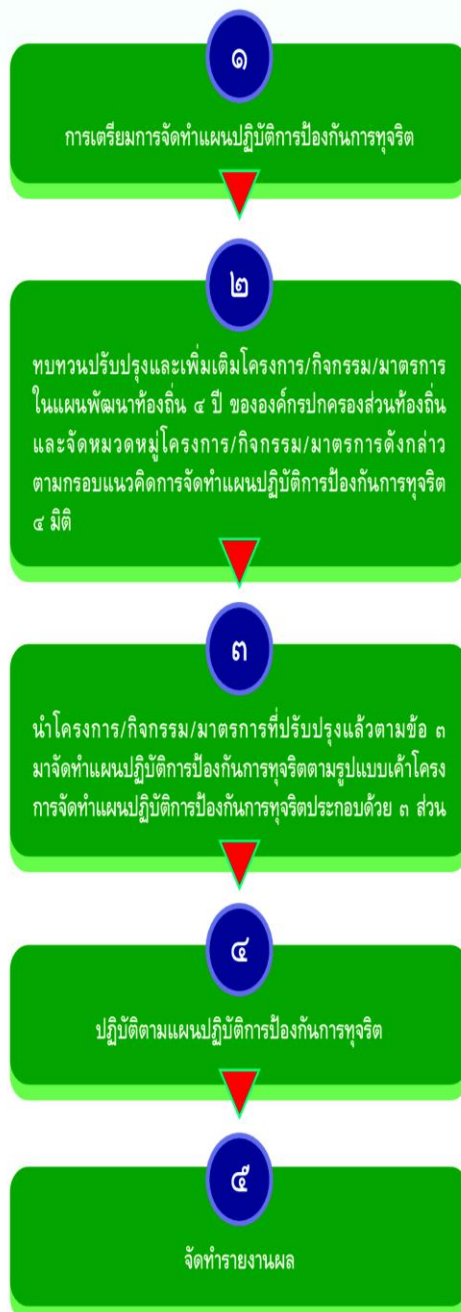 ๑
การเตรียมการจัดทำแผนปฏิบัติการป้องกันการทุจริต
๒
ทบทวนปรับปรุงและเพิ่มเติมโครงการ/กิจกรรม/มาตรการ
ในแผนพัฒนาท้องถิ่น ๔ ปี ขององค์กรปกครองส่วนท้องถิ่น
และจัดหมวดหมู่โครงการ/กิจกรรม/มาตรการดังกล่าว
ตามกรอบแนวคิดการจัดทำแผนปฏิบัติการป้องกันการทุจริต
๔ มิติ
๓
นำโครงการ/กิจกรรม/มาตรการที่ปรับปรุงแล้วตามข้อ ๓
มาจัดทำแผนปฏิบัติการป้องกันการทุจริตตามรูปแบบเค้าโครง
การจัดทำแผนปฏิบัติการป้องกันการทุจริตประกอบด้วย ๓ ส่วน
๔
ปฏิบัติตามแผนปฏิบัติการป้องกันการทุจริต
๕
จัดทำรายงานผล